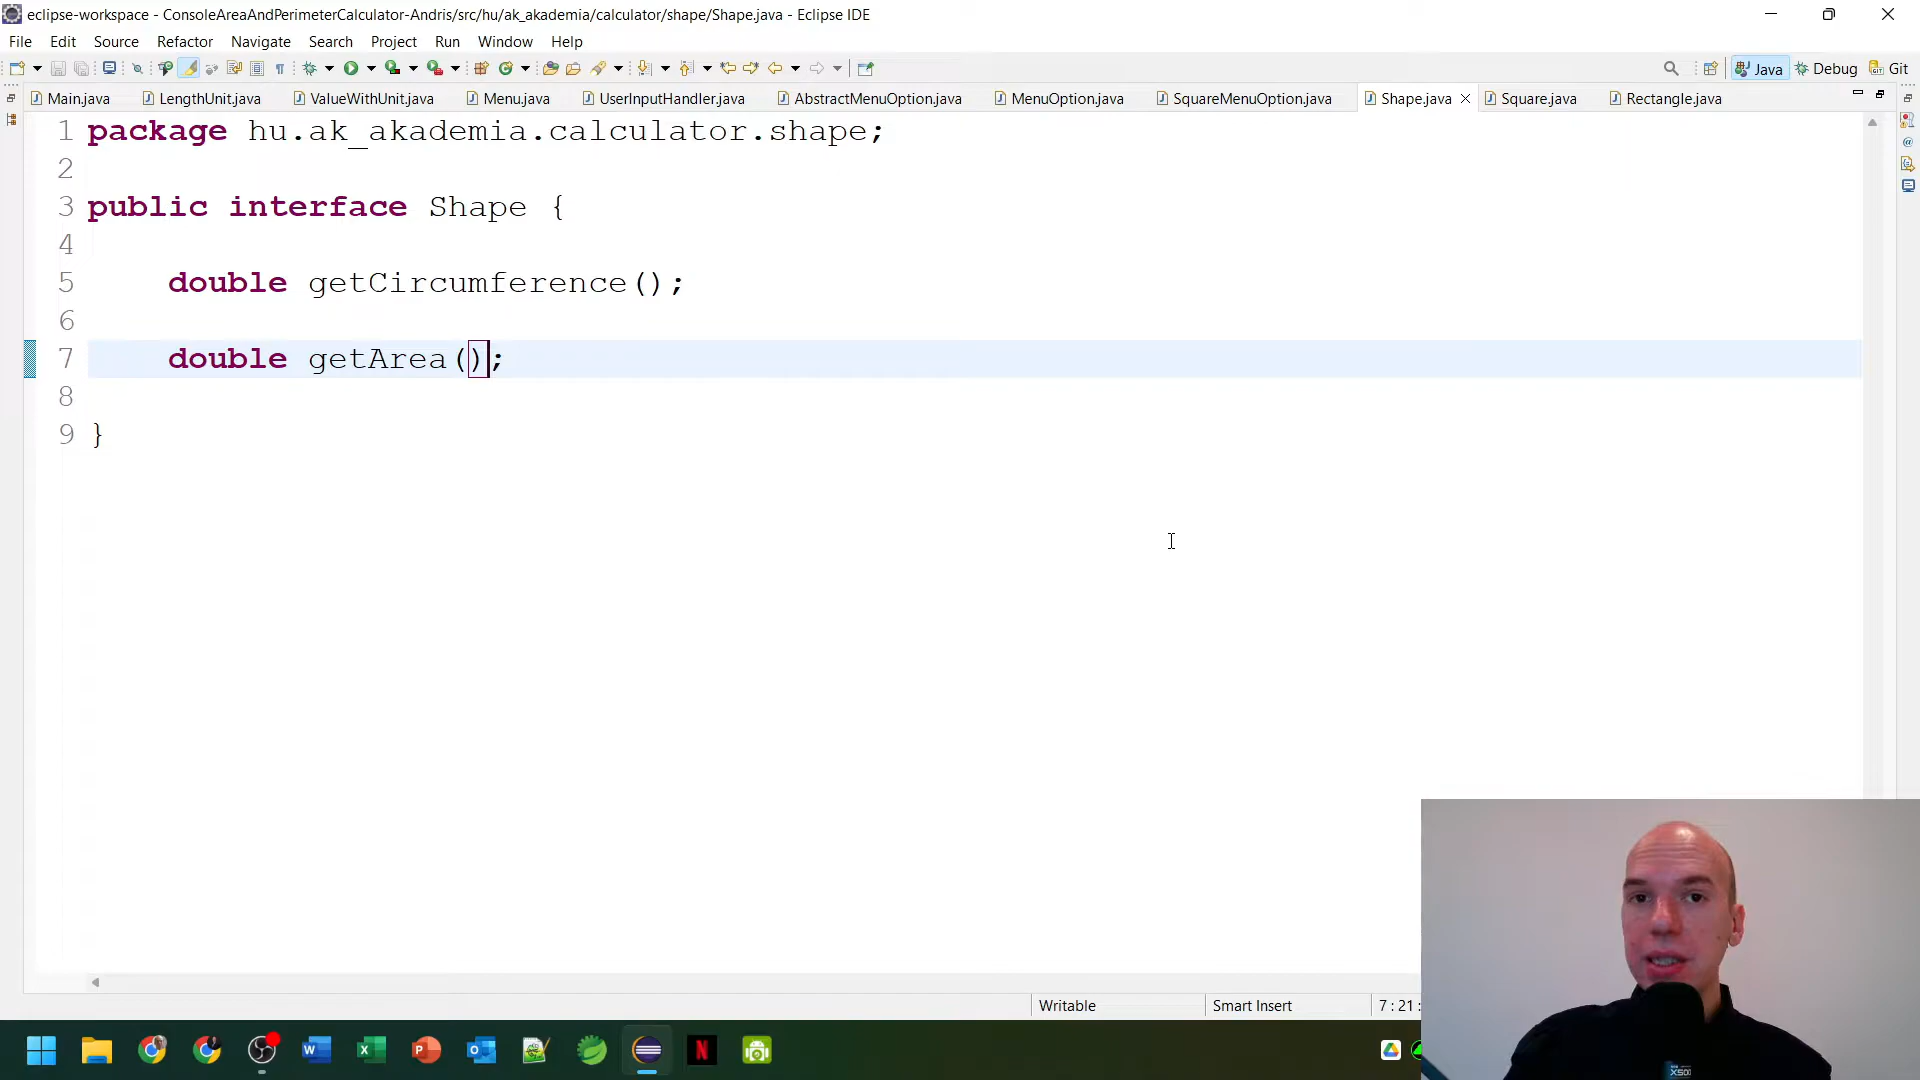 eclipse-workspace - ConsoleAreaAndPerimeterCalculator-Andris/src/hu/ak_akademia/calculator/shape/Shape.java - Eclipse IDE
File Edit Source Refactor Navigate Search Project Run Window Help
Java Debug Git
Main.java LengthUnit.java ValueWithUnit.java Menu.java UserInputHandler.java AbstractMenuOption.java MenuOption.java SquareMenuOption.java Shape.java Square.java Rectangle.java
1 package hu.ak_akademia.calculator.shape;
2
3 public interface Shape {
4
5 double getCircumference();
6
7 double getArea();
8
9 }
Writable Smart Insert 7 : 21 :